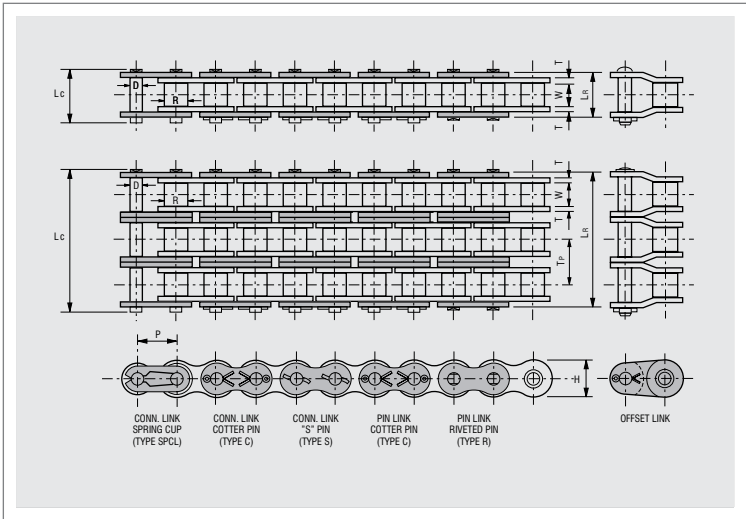 T
Lc
D
R
W
LR
T
T
D
R
W
T
Lc
LR
TP
P
H
CONN. LINK
SPRING CUP
(TYPE SPCL)
CONN. LINK
COTTER PIN
(TYPE C)
CONN. LINK
"S" PIN
(TYPE S)
PIN LINK
COTTER PIN
(TYPE C)
PIN LINK
RIVETED PIN
(TYPE R)
OFFSET LINK